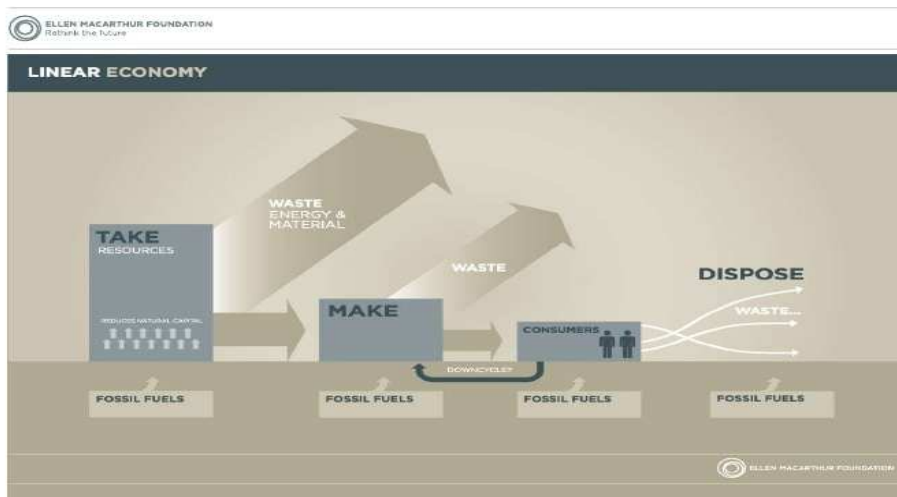 ELLEN MACARTHUR FOUNDATION
Rethink the future
LINEAR ECONOMY
WASTE
ENERGY &
MATERIAL
TAKE
RESOURCES
WASTE
DISPOSE
MAKE
WASTE...
REDUCES NATURAL CAPITAL
CONSUMERS
DOWNCYCLE?
FOSSIL FUELS
FOSSIL FUELS
FOSSIL FUELS
FOSSIL FUELS
ELLEN MACARTHUR FOUNDATION